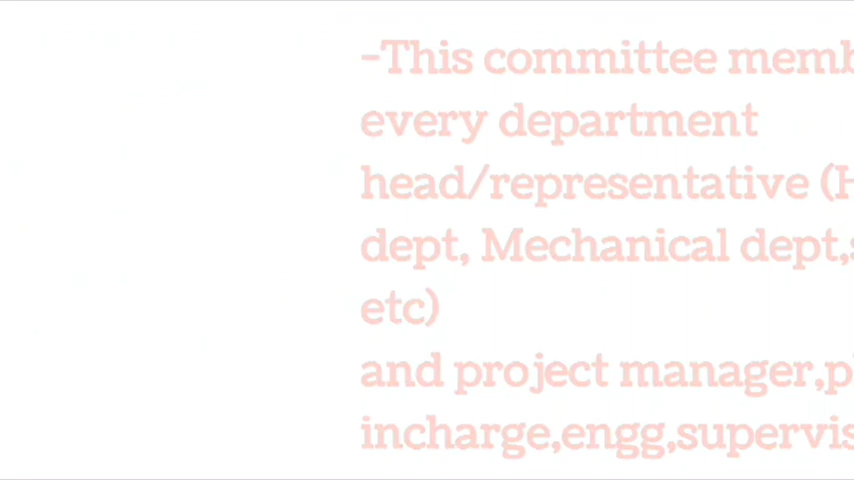 -This committee memb
every department
head/representative (H
dept, Mechanical dept,s
etc)
and project manager,p
incharge,engg,supervis